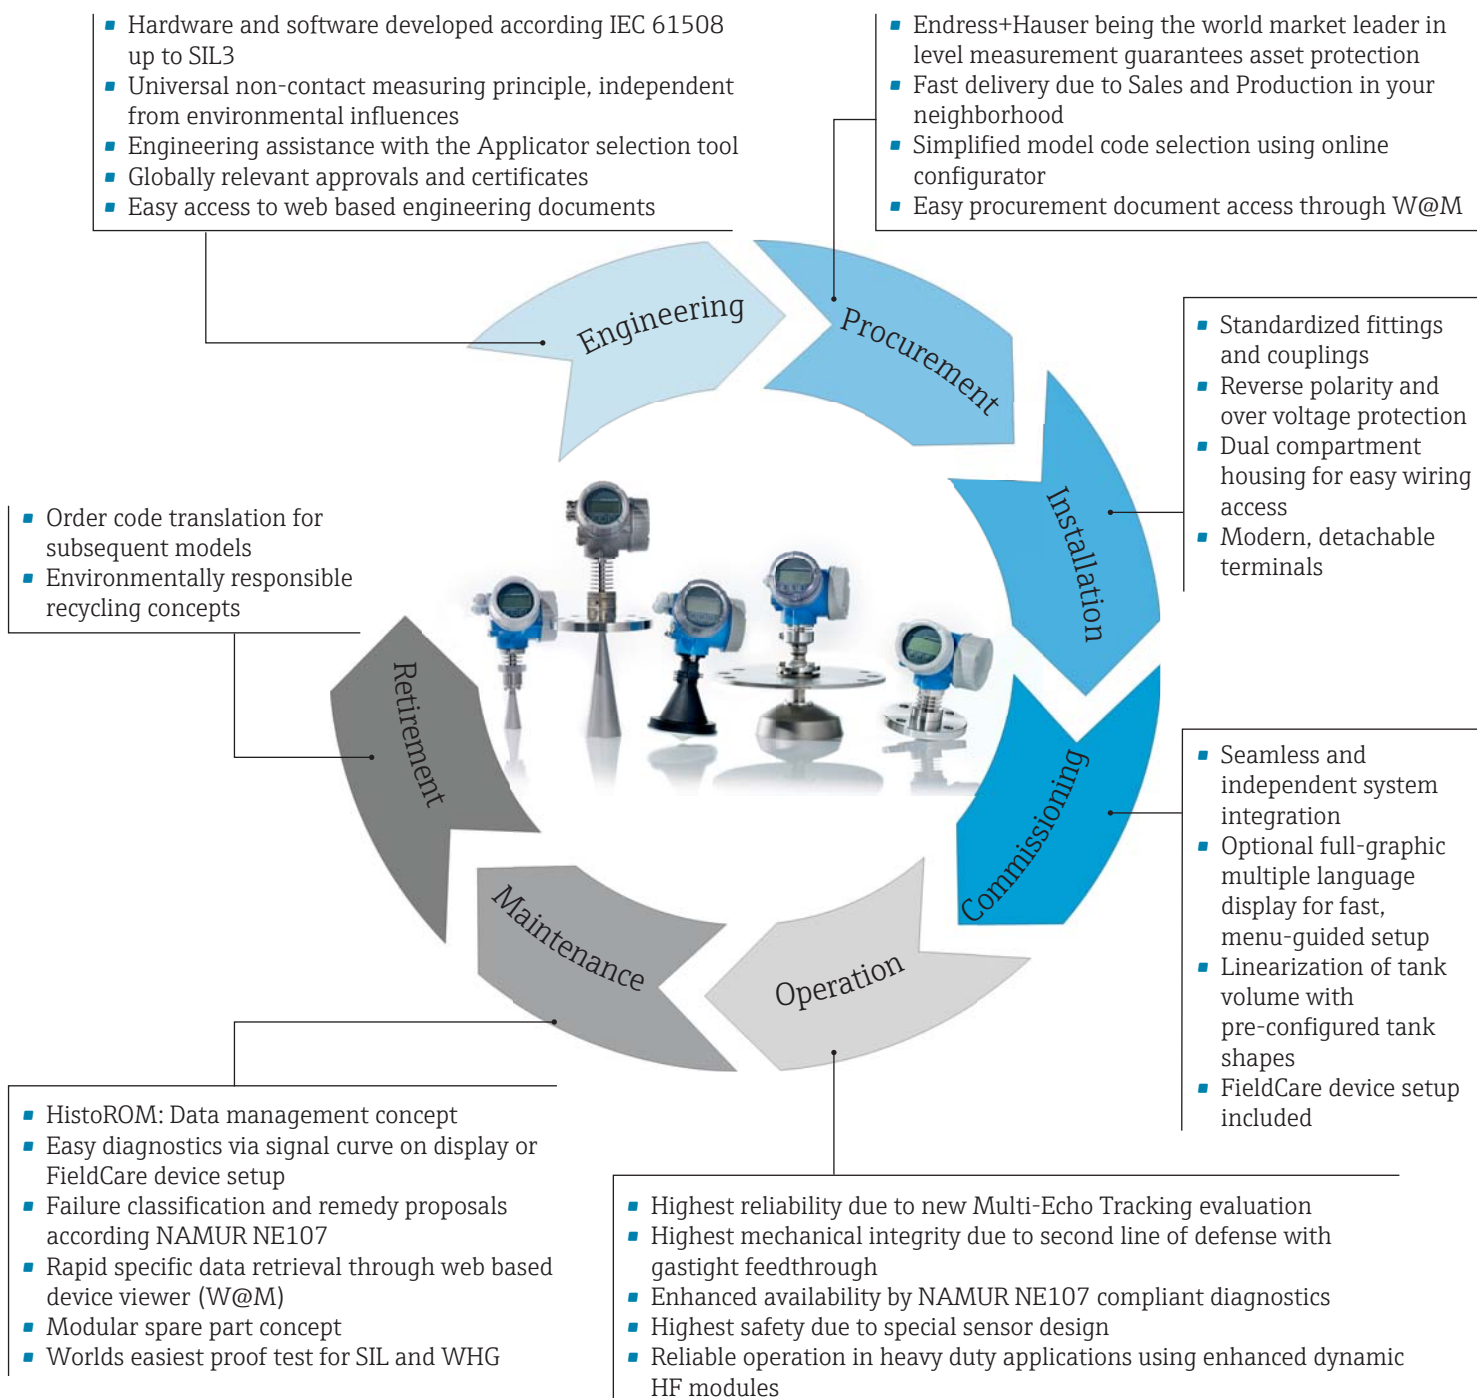 Hardware and software developed according IEC 61508
up to SIL3
Universal non-contact measuring principle, independent
from environmental influences
Engineering assistance with the Applicator selection tool
Globally relevant approvals and certificates
Easy access to web based engineering documents
Endress+Hauser being the world market leader in
level measurement guarantees asset protection
Fast delivery due to Sales and Production in your
neighborhood
Simplified model code selection using online
configurator
Easy procurement document access through W@M
Engineering
Procurement
Standardized fittings
and couplings
Reverse polarity and
over voltage protection
Dual compartment
housing for easy wiring
access
Modern, detachable
terminals
Installation
Order code translation for
subsequent models
Environmentally responsible
recycling concepts
Retirement
Commissioning
Seamless and
independent system
integration
Optional full-graphic
multiple language
display for fast,
menu-guided setup
Linearization of tank
volume with
pre-configured tank
shapes
FieldCare device setup
included
Maintenance
Operation
HistoROM: Data management concept
Easy diagnostics via signal curve on display or
FieldCare device setup
Failure classification and remedy proposals
according NAMUR NE107
Rapid specific data retrieval through web based
device viewer (W@M)
Modular spare part concept
Worlds easiest proof test for SIL and WHG
Highest reliability due to new Multi-Echo Tracking evaluation
Highest mechanical integrity due to second line of defense with
gastight feedthrough
Enhanced availability by NAMUR NE107 compliant diagnostics
Highest safety due to special sensor design
Reliable operation in heavy duty applications using enhanced dynamic
HF modules